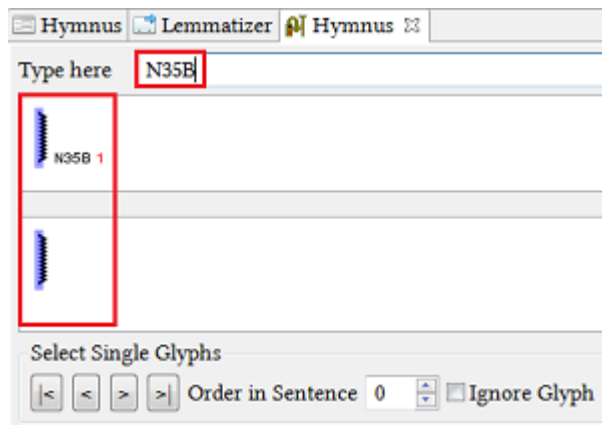 Hymnus Lemmatizer Hymnus
Type here N35B
N35B 1
Select Single Glyphs
|< < > >| Order in Sentence 0 Ignore Glyph